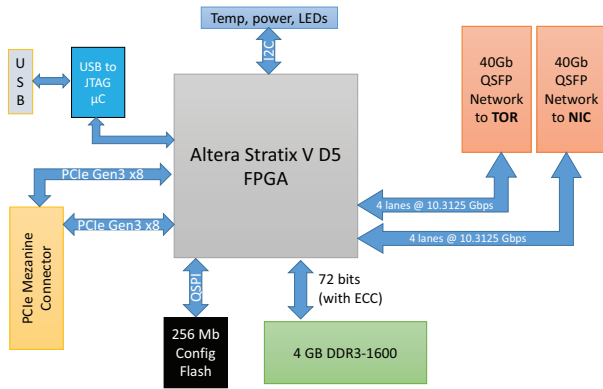 Temp, power, LEDs
I2C
U
S
B
USB to
JTAG
µC
40Gb
QSFP
Network
to TOR
40Gb
QSFP
Network
to NIC
Altera Stratix V D5
FPGA
PCIe Gen3 x8
PCIe Gen3 x8
4 lanes @ 10.3125 Gbps
4 lanes @ 10.3125 Gbps
PCIe Mezanine
Connector
QSPI
72 bits
(with ECC)
256 Mb
Config
Flash
4 GB DDR3-1600